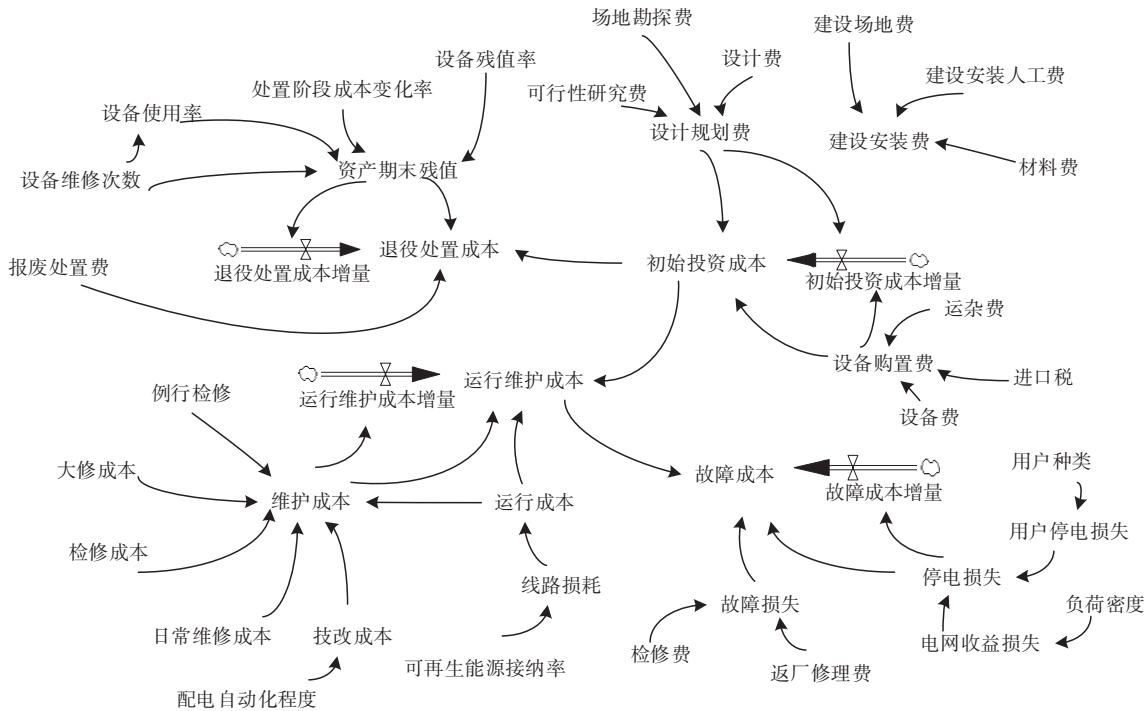 场地勘探费
建设场地费
设备残值率
设计费
处置阶段成本变化率
可行性研究费
建设安装人工费
设备使用率
设计规划费
建设安装费
资产期末残值
材料费
设备维修次数
退役处置成本
初始投资成本
报废处置费
退役处置成本增量
初始投资成本增量
运杂费
设备购置费
运行维护成本
进口税
例行检修
运行维护成本增量
设备费
大修成本
故障成本
用户种类
维护成本
运行成本
故障成本增量
用户停电损失
检修成本
停电损失
线路损耗
故障损失
负荷密度
日常维修成本
技改成本
电网收益损失
检修费
可再生能源接纳率
返厂修理费
配电自动化程度